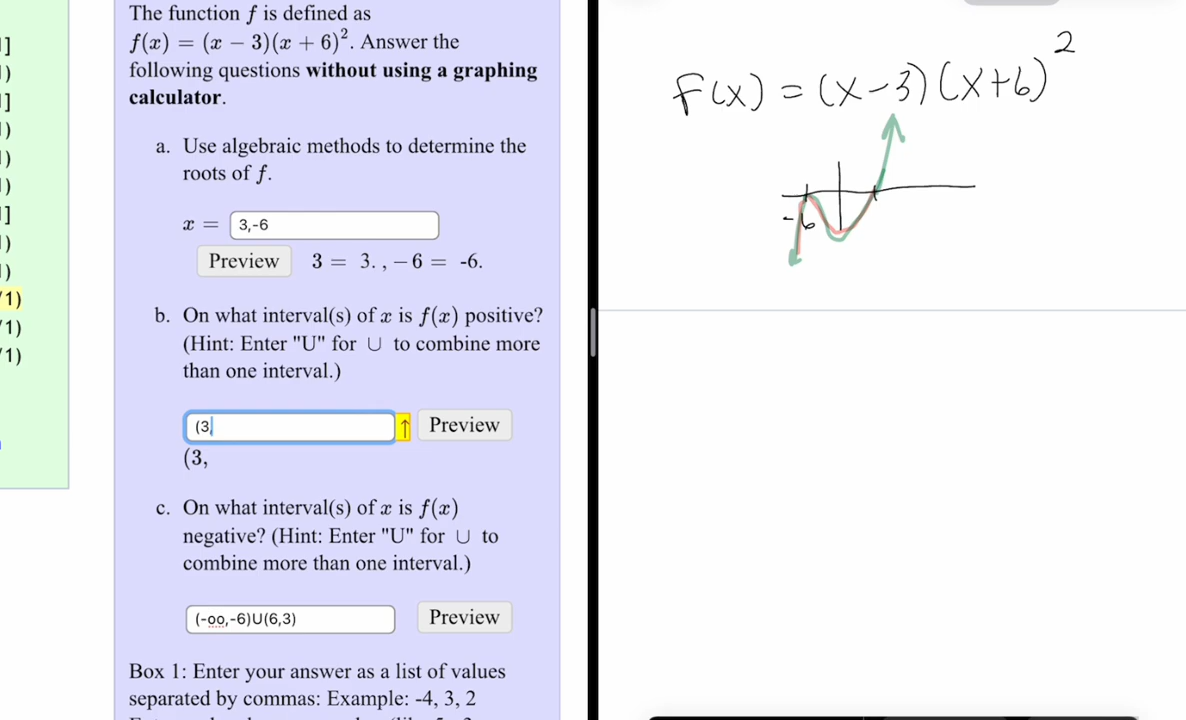 The function f is defined as
f(x) = (x − 3)(x + 6)². Answer the
following questions without using a graphing
calculator.
a. Use algebraic methods to determine the
roots of f.
x = 3,-6
Preview 3 = 3. , − 6 = -6.
b. On what interval(s) of x is f(x) positive?
(Hint: Enter "U" for ∪ to combine more
than one interval.)
(3, ↑ Preview
(3,
c. On what interval(s) of x is f(x)
negative? (Hint: Enter "U" for ∪ to
combine more than one interval.)
(-oo,-6)U(6,3) Preview
Box 1: Enter your answer as a list of values
separated by commas: Example: -4, 3, 2
]
)
]
)
)
)
]
)
)
/1)
/1)
/1)
f(x) = (x-3)(x+6)²
-6